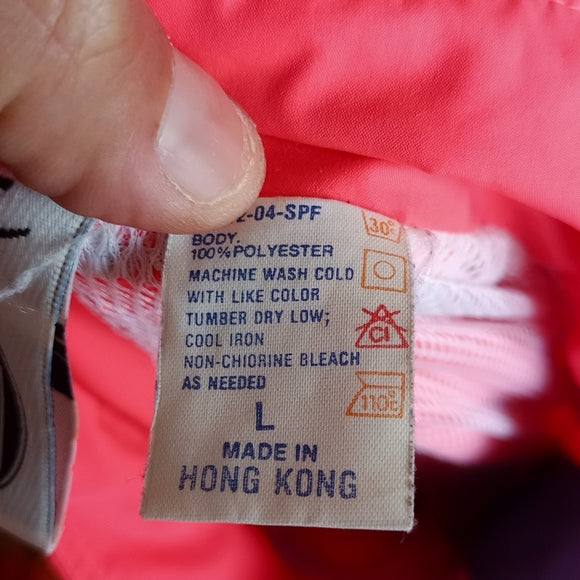 2-04-SPF
BODY.
100% POLYESTER
MACHINE WASH COLD
WITH LIKE COLOR
TUMBER DRY LOW;
COOL IRON
NON-CHIORINE BLEACH
AS NEEDED
L
MADE IN
HONG KONG
30°
Cl
110°C